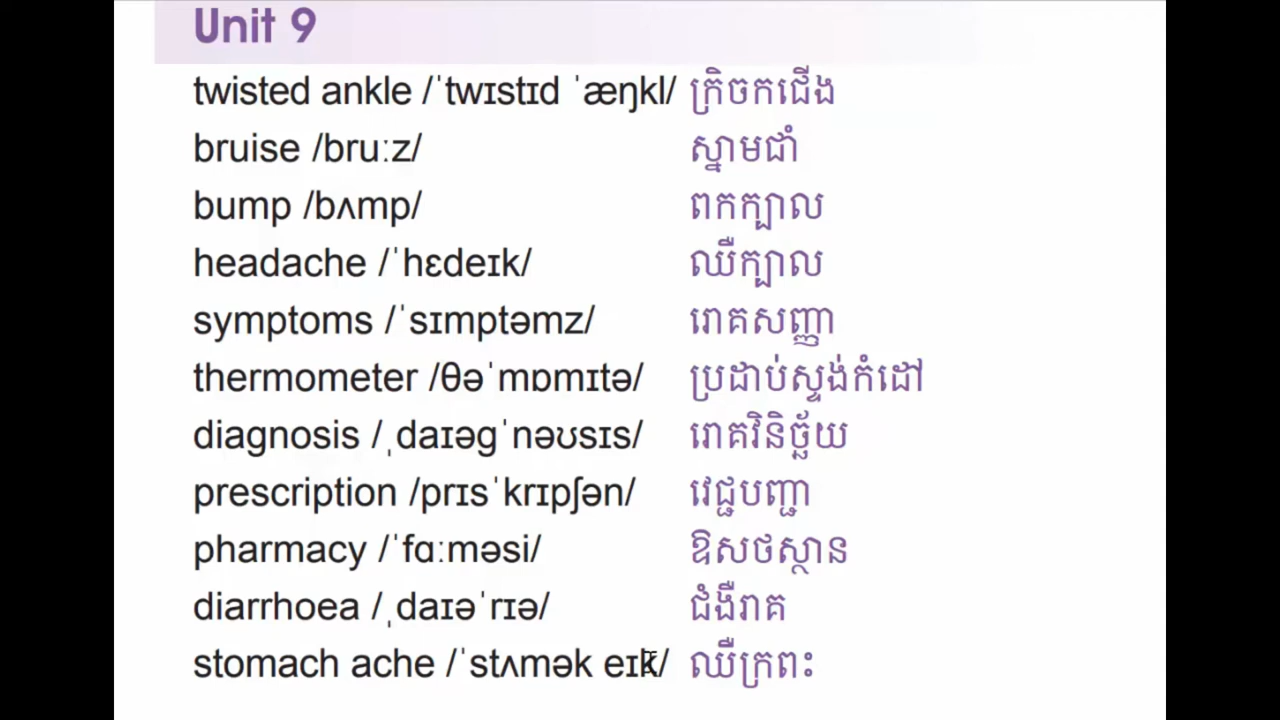 Unit 9
twisted ankle /ˈtwɪstɪd ˈæŋkl/ ក្រិចកជើង
bruise /bruːz/ ស្នាមជាំ
bump /bʌmp/ ពកក្បាល
headache /ˈhɛdeɪk/ ឈឺក្បាល
symptoms /ˈsɪmptəmz/ រោគសញ្ញា
thermometer /θəˈmɒmɪtə/ ប្រដាប់ស្ទង់កំដៅ
diagnosis /ˌdaɪəgˈnəʊsɪs/ រោគវិនិច្ឆ័យ
prescription /prɪsˈkrɪpʃən/ វេជ្ជបញ្ជា
pharmacy /ˈfɑːməsi/ ឱសថស្ថាន
diarrhoea /ˌdaɪəˈrɪə/ ជំងឺរាគ
stomach ache /ˈstʌmək eɪk/ ឈឺក្រពះ